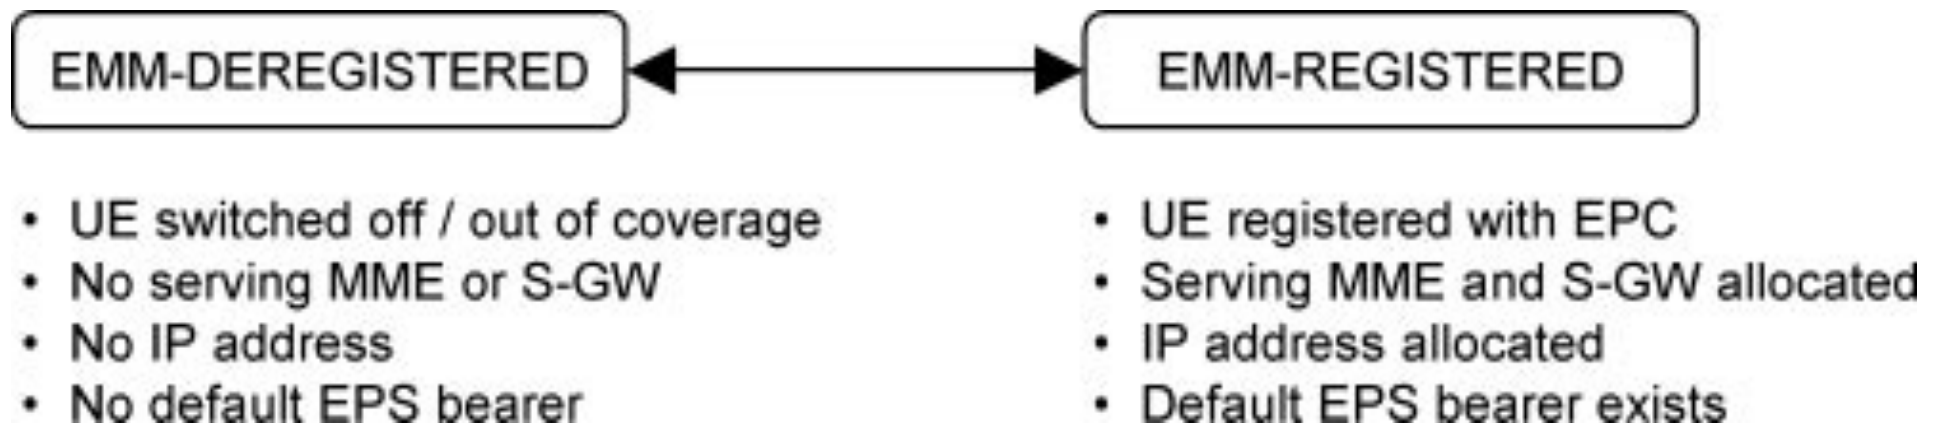 EMM-DEREGISTERED
EMM-REGISTERED
• UE switched off / out of coverage
• No serving MME or S-GW
• No IP address
• No default EPS bearer
• UE registered with EPC
• Serving MME and S-GW allocated
• IP address allocated
• Default EPS bearer exists